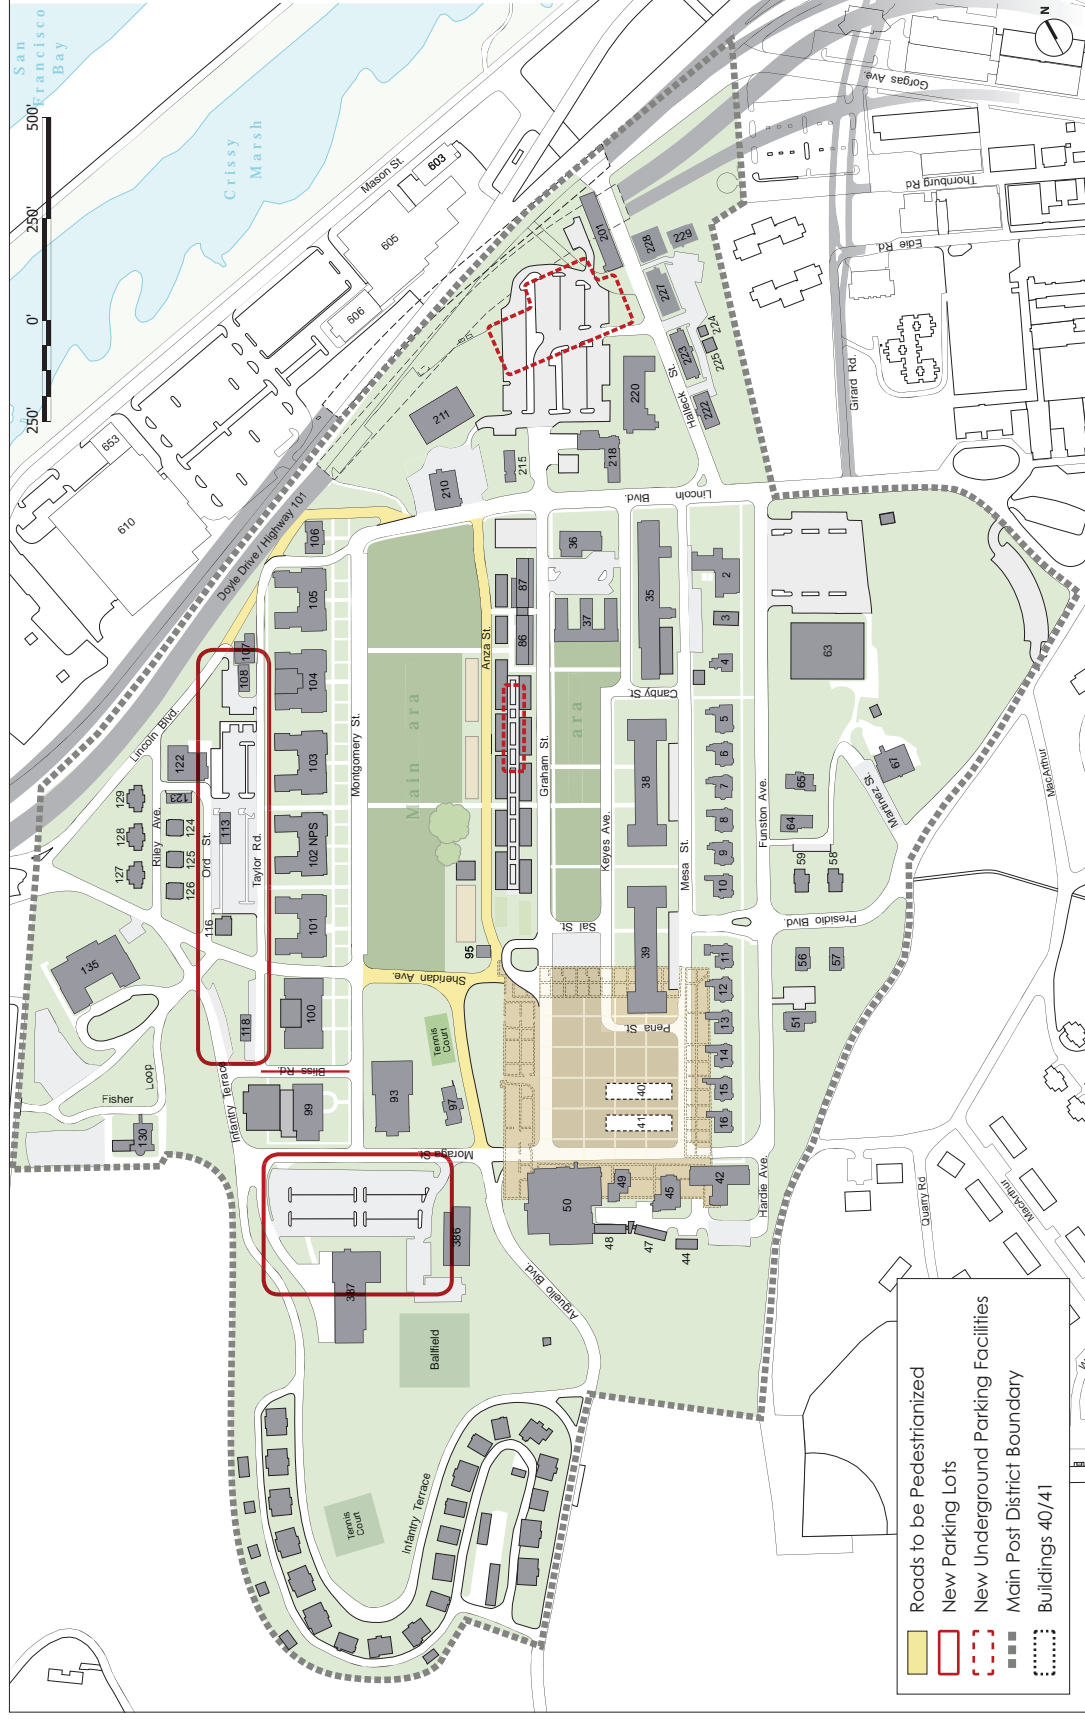 San
Francisco
Bay
Crissy
Marsh
500'
250'
0'
250'
N
Gorgas Ave.
Mason St.
603
605
606
Thornburg Rd
Edie Rd.
Girard Rd.
201
228
229
227
224
225
223
222
Halleck St.
220
211
653
610
215
218
210
Lincoln Blvd.
Doyle Drive / Highway 101
106
105
107
108
104
103
102 NPS
101
100
99
Montgomery St.
Lincoln Blvd.
122
123
124
125
126
129
128
127
Riley Ave.
Ord St.
113
Taylor Rd.
116
118
135
Fisher
Loop
130
Infantry Terrace
Bliss Rd.
Main
ara
ara
Anza St.
87
86
36
37
35
Graham St.
Canby St.
2
3
4
5
6
7
8
9
10
11
12
13
14
15
16
38
39
Keyes Ave.
Mesa St.
Funston Ave.
63
67
65
64
59
58
Martinez St.
MacArthur
Presidio Blvd.
56
57
51
Sal St.
Pena St.
95
Sheridan Ave.
Tennis
Court
93
97
Moraga St.
40
41
50
49
45
42
48
47
44
Hardie Ave.
Quarry Rd
MacArthur
386
387
Arguello Blvd.
Ballfield
Tennis
Court
Infantry Terrace
Roads to be Pedestrianized
New Parking Lots
New Underground Parking Facilities
Main Post District Boundary
Buildings 40/41